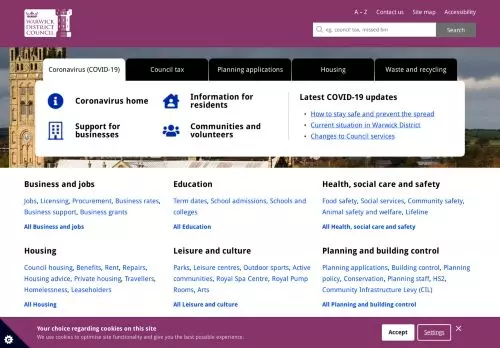 WARWICK
DISTRICT
COUNCIL
A – Z Contact us Site map Accessibility
eg, council tax, missed bin Search
Coronavirus (COVID-19) Council tax Planning applications Housing Waste and recycling
Coronavirus home
Information for
residents
Support for
businesses
Communities and
volunteers
Latest COVID-19 updates
How to stay safe and prevent the spread
Current situation in Warwick District
Changes to Council services
Business and jobs
Jobs, Licensing, Procurement, Business rates,
Business support, Business grants
All Business and jobs
Education
Term dates, School admissions, Schools and
colleges
All Education
Health, social care and safety
Food safety, Social services, Community safety,
Animal safety and welfare, Lifeline
All Health, social care and safety
Housing
Council housing, Benefits, Rent, Repairs,
Housing advice, Private housing, Travellers,
Homelessness, Leaseholders
All Housing
Leisure and culture
Parks, Leisure centres, Outdoor sports, Active
communities, Royal Spa Centre, Royal Pump
Rooms, Arts
All Leisure and culture
Planning and building control
Planning applications, Building control, Planning
policy, Conservation, Planning staff, HS2,
Community Infrastructure Levy (CIL)
All Planning and building control
Your choice regarding cookies on this site
We use cookies to optimise site functionality and give you the best possible experience.
Accept Settings